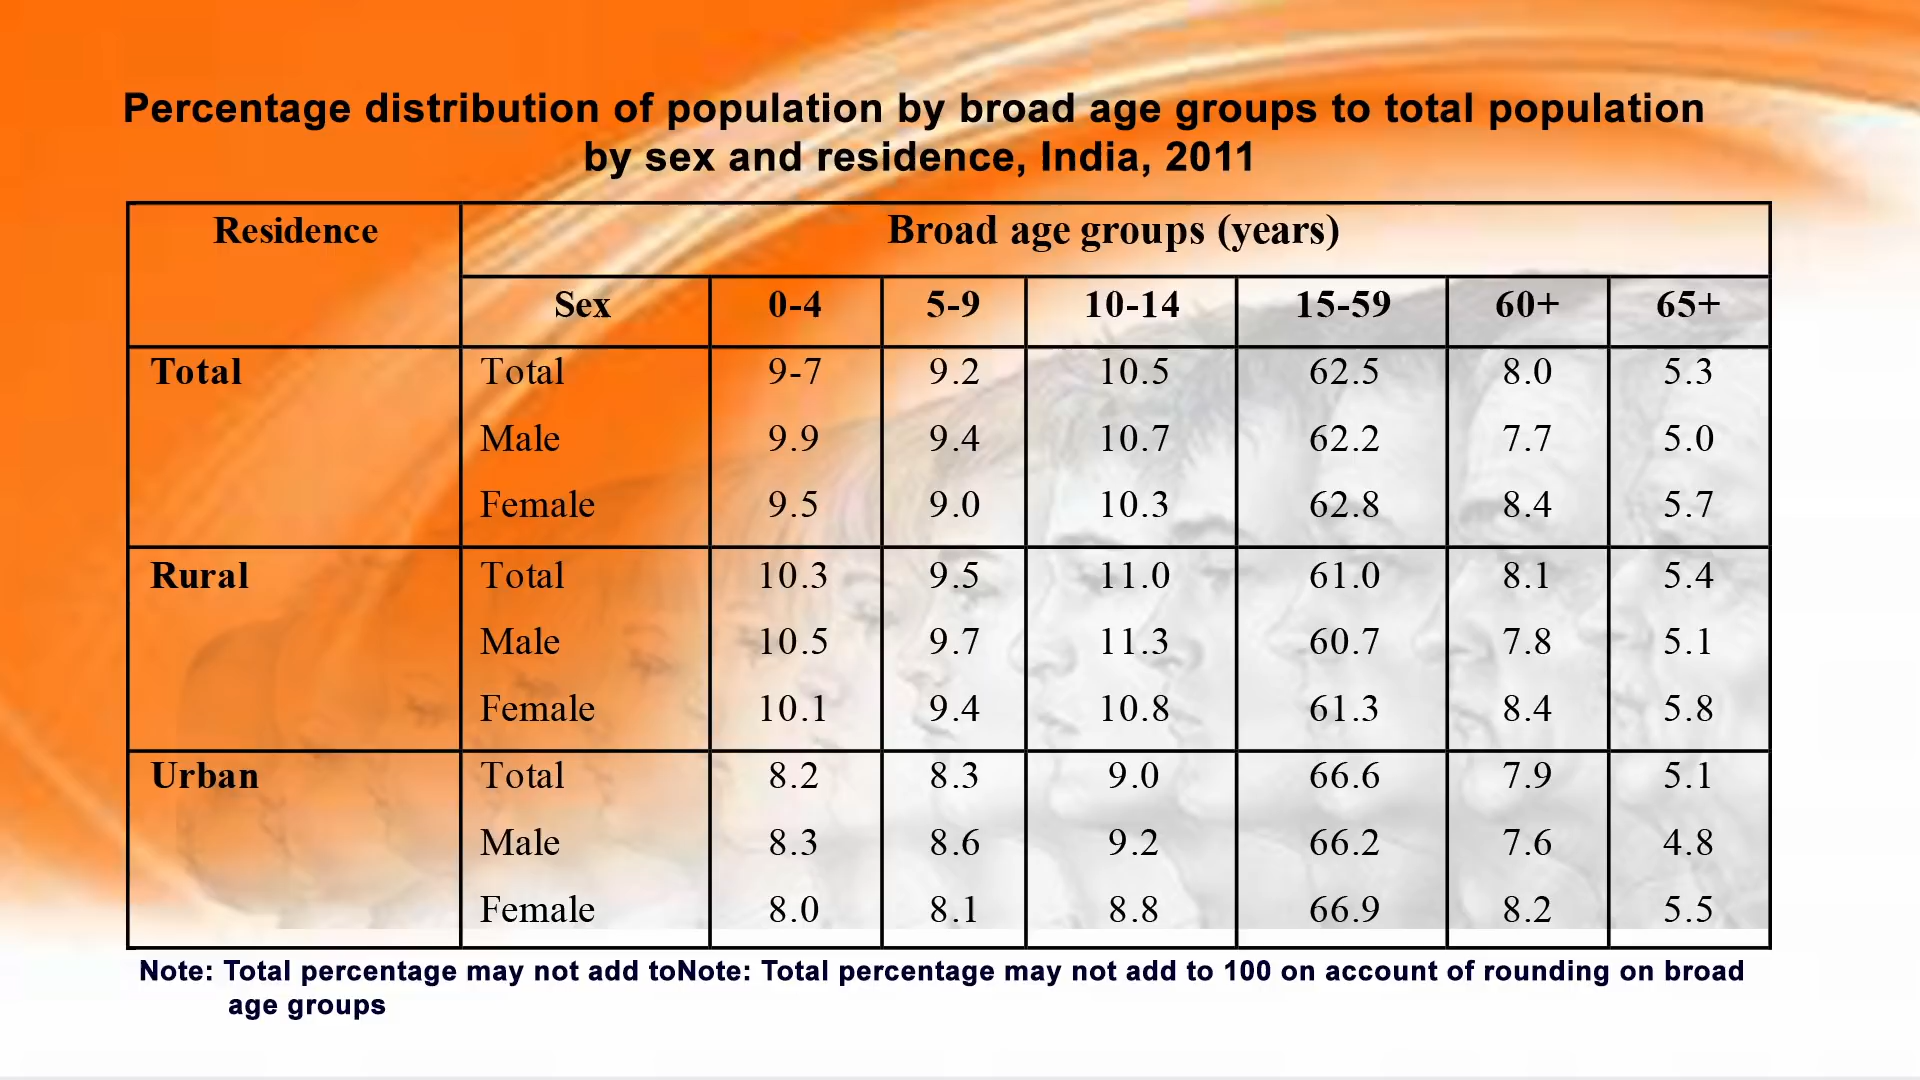 Percentage distribution of population by broad age groups to total population
by sex and residence, India, 2011
Residence Broad age groups (years)
Sex 0-4 5-9 10-14 15-59 60+ 65+
Total Total 9-7 9.2 10.5 62.5 8.0 5.3
Male 9.9 9.4 10.7 62.2 7.7 5.0
Female 9.5 9.0 10.3 62.8 8.4 5.7
Rural Total 10.3 9.5 11.0 61.0 8.1 5.4
Male 10.5 9.7 11.3 60.7 7.8 5.1
Female 10.1 9.4 10.8 61.3 8.4 5.8
Urban Total 8.2 8.3 9.0 66.6 7.9 5.1
Male 8.3 8.6 9.2 66.2 7.6 4.8
Female 8.0 8.1 8.8 66.9 8.2 5.5
Note: Total percentage may not add toNote: Total percentage may not add to 100 on account of rounding on broad
age groups